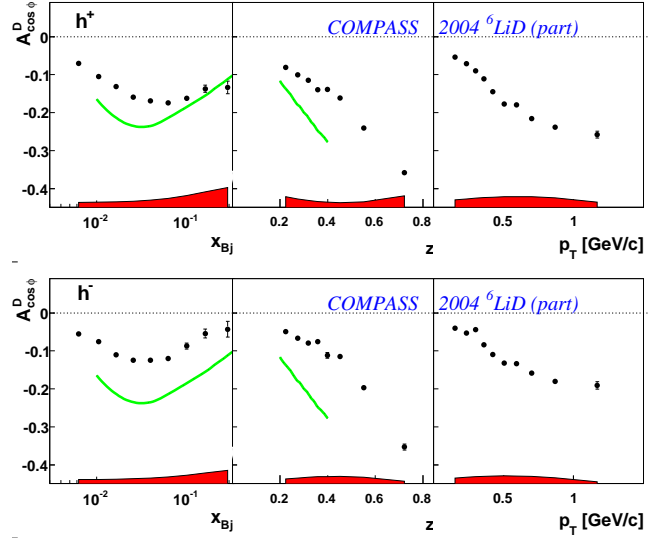 h+
COMPASS 2004 6LiD (part)
A^D_cos ϕ
0
-0.1
-0.2
-0.3
-0.4
10^-2 10^-1 0.2 0.4 0.6 0.8 0.5 1
x_Bj z p_T [GeV/c]
h-
COMPASS 2004 6LiD (part)
A^D_cos ϕ
0
-0.1
-0.2
-0.3
-0.4
10^-2 10^-1 0.2 0.4 0.6 0.8 0.5 1
x_Bj z p_T [GeV/c]